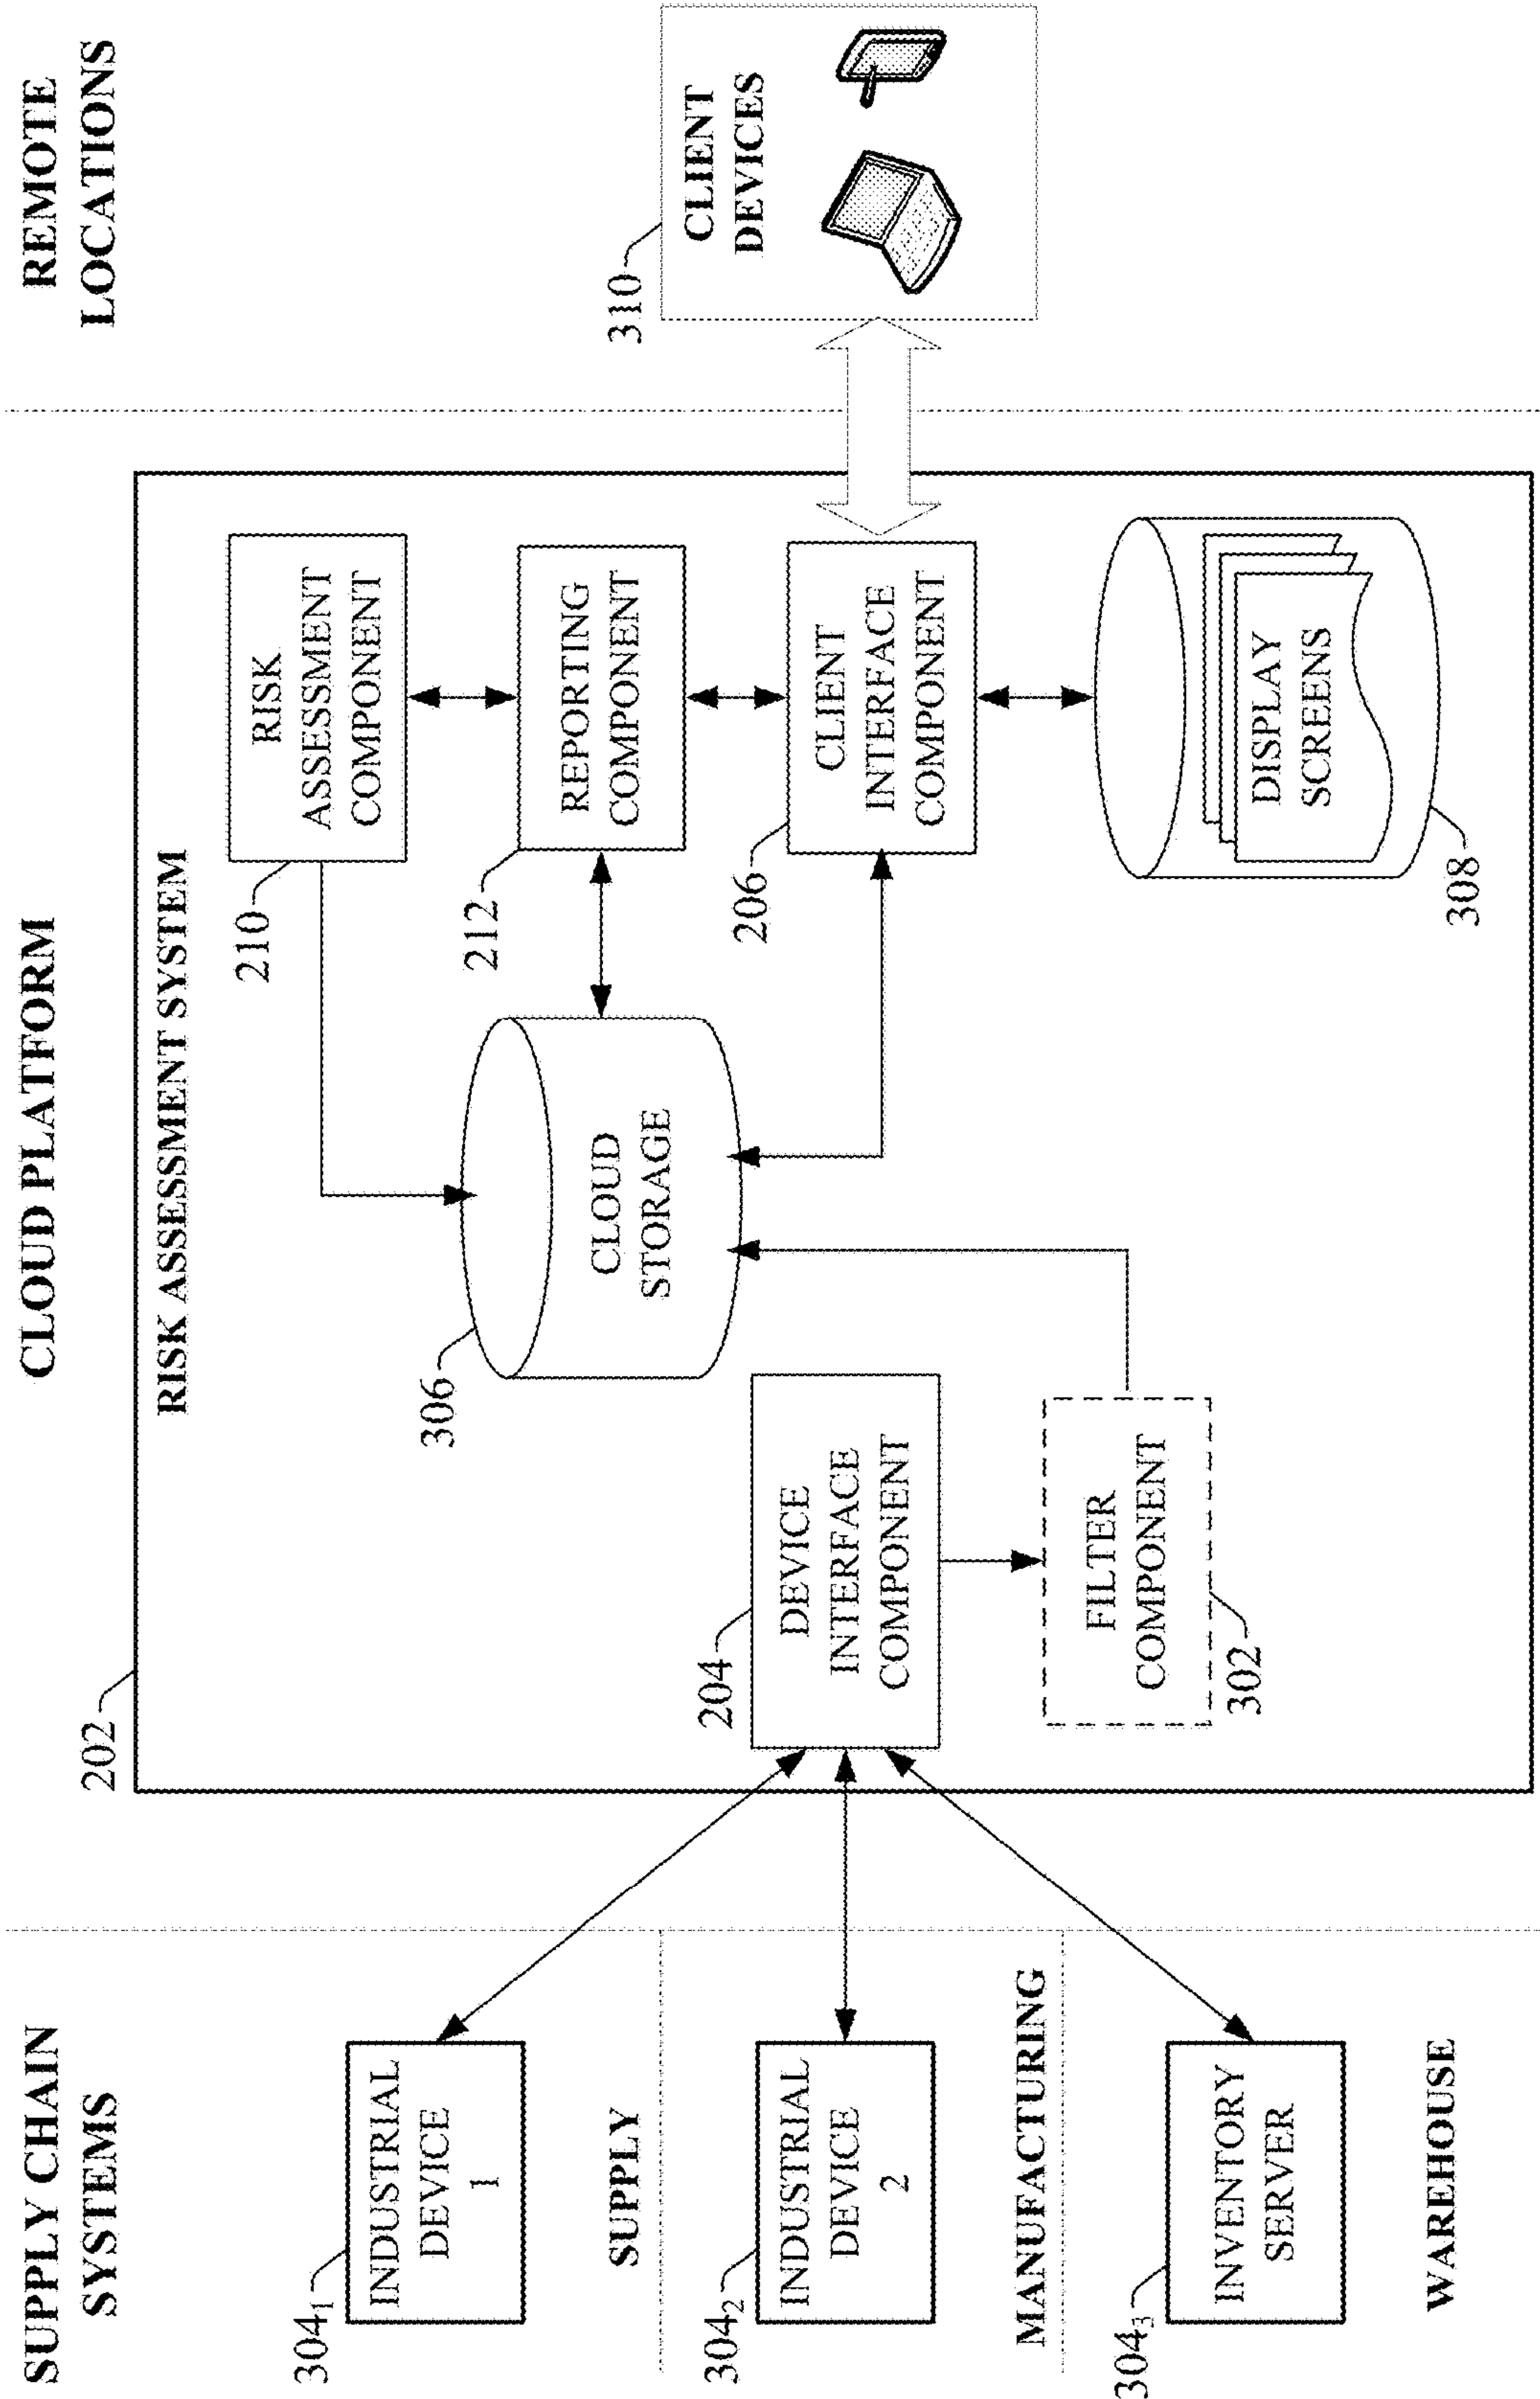 SUPPLY CHAIN
SYSTEMS
CLOUD PLATFORM
REMOTE
LOCATIONS
202
RISK ASSESSMENT SYSTEM
304₁
INDUSTRIAL
DEVICE
1
SUPPLY
304₂
INDUSTRIAL
DEVICE
2
MANUFACTURING
304₃
INVENTORY
SERVER
WAREHOUSE
204
DEVICE
INTERFACE
COMPONENT
FILTER
COMPONENT
302
306
CLOUD
STORAGE
210
RISK
ASSESSMENT
COMPONENT
212
REPORTING
COMPONENT
206
CLIENT
INTERFACE
COMPONENT
DISPLAY
SCREENS
308
310
CLIENT
DEVICES